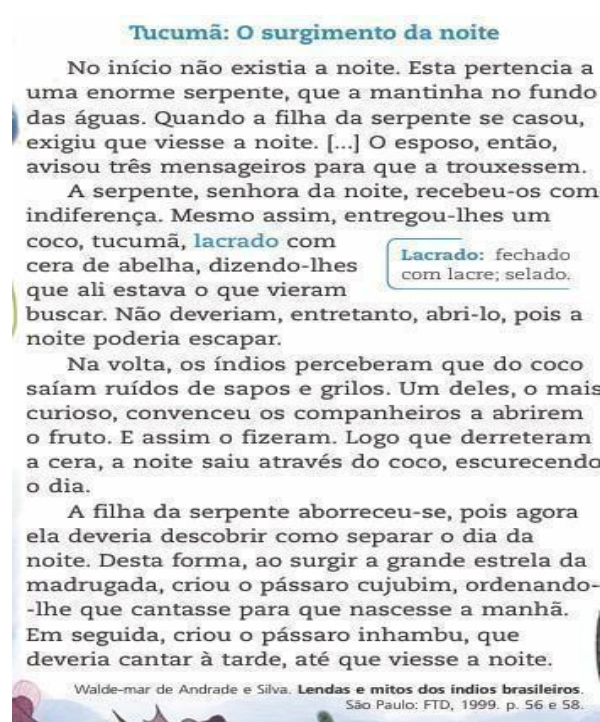 Tucumã: O surgimento da noite
No início não existia a noite. Esta pertencia a
uma enorme serpente, que a mantinha no fundo
das águas. Quando a filha da serpente se casou,
exigiu que viesse a noite. [...] O esposo, então,
avisou três mensageiros para que a trouxessem.
A serpente, senhora da noite, recebeu-os com
indiferença. Mesmo assim, entregou-lhes um
coco, tucumã, lacrado com
cera de abelha, dizendo-lhes
que ali estava o que vieram
Lacrado: fechado
com lacre; selado.
buscar. Não deveriam, entretanto, abri-lo, pois a
noite poderia escapar.
Na volta, os índios perceberam que do coco
saíam ruídos de sapos e grilos. Um deles, o mais
curioso, convenceu os companheiros a abrirem
o fruto. E assim o fizeram. Logo que derreteram
a cera, a noite saiu através do coco, escurecendo
o dia.
A filha da serpente aborreceu-se, pois agora
ela deveria descobrir como separar o dia da
noite. Desta forma, ao surgir a grande estrela da
madrugada, criou o pássaro cujubim, ordenando-
-lhe que cantasse para que nascesse a manhã.
Em seguida, criou o pássaro inhambu, que
deveria cantar à tarde, até que viesse a noite.
Walde-mar de Andrade e Silva. Lendas e mitos dos índios brasileiros.
São Paulo: FTD, 1999. p. 56 e 58.